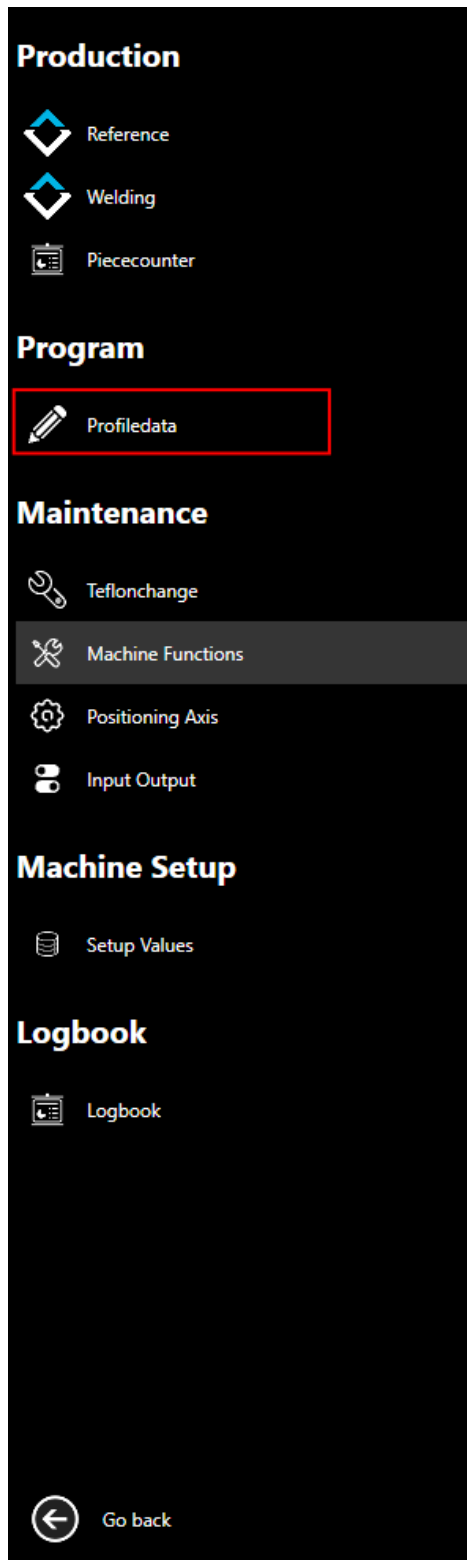 Production
Reference
Welding
Piececounter
Program
Profiledata
Maintenance
Teflonchange
Machine Functions
Positioning Axis
Input Output
Machine Setup
Setup Values
Logbook
Logbook
Go back